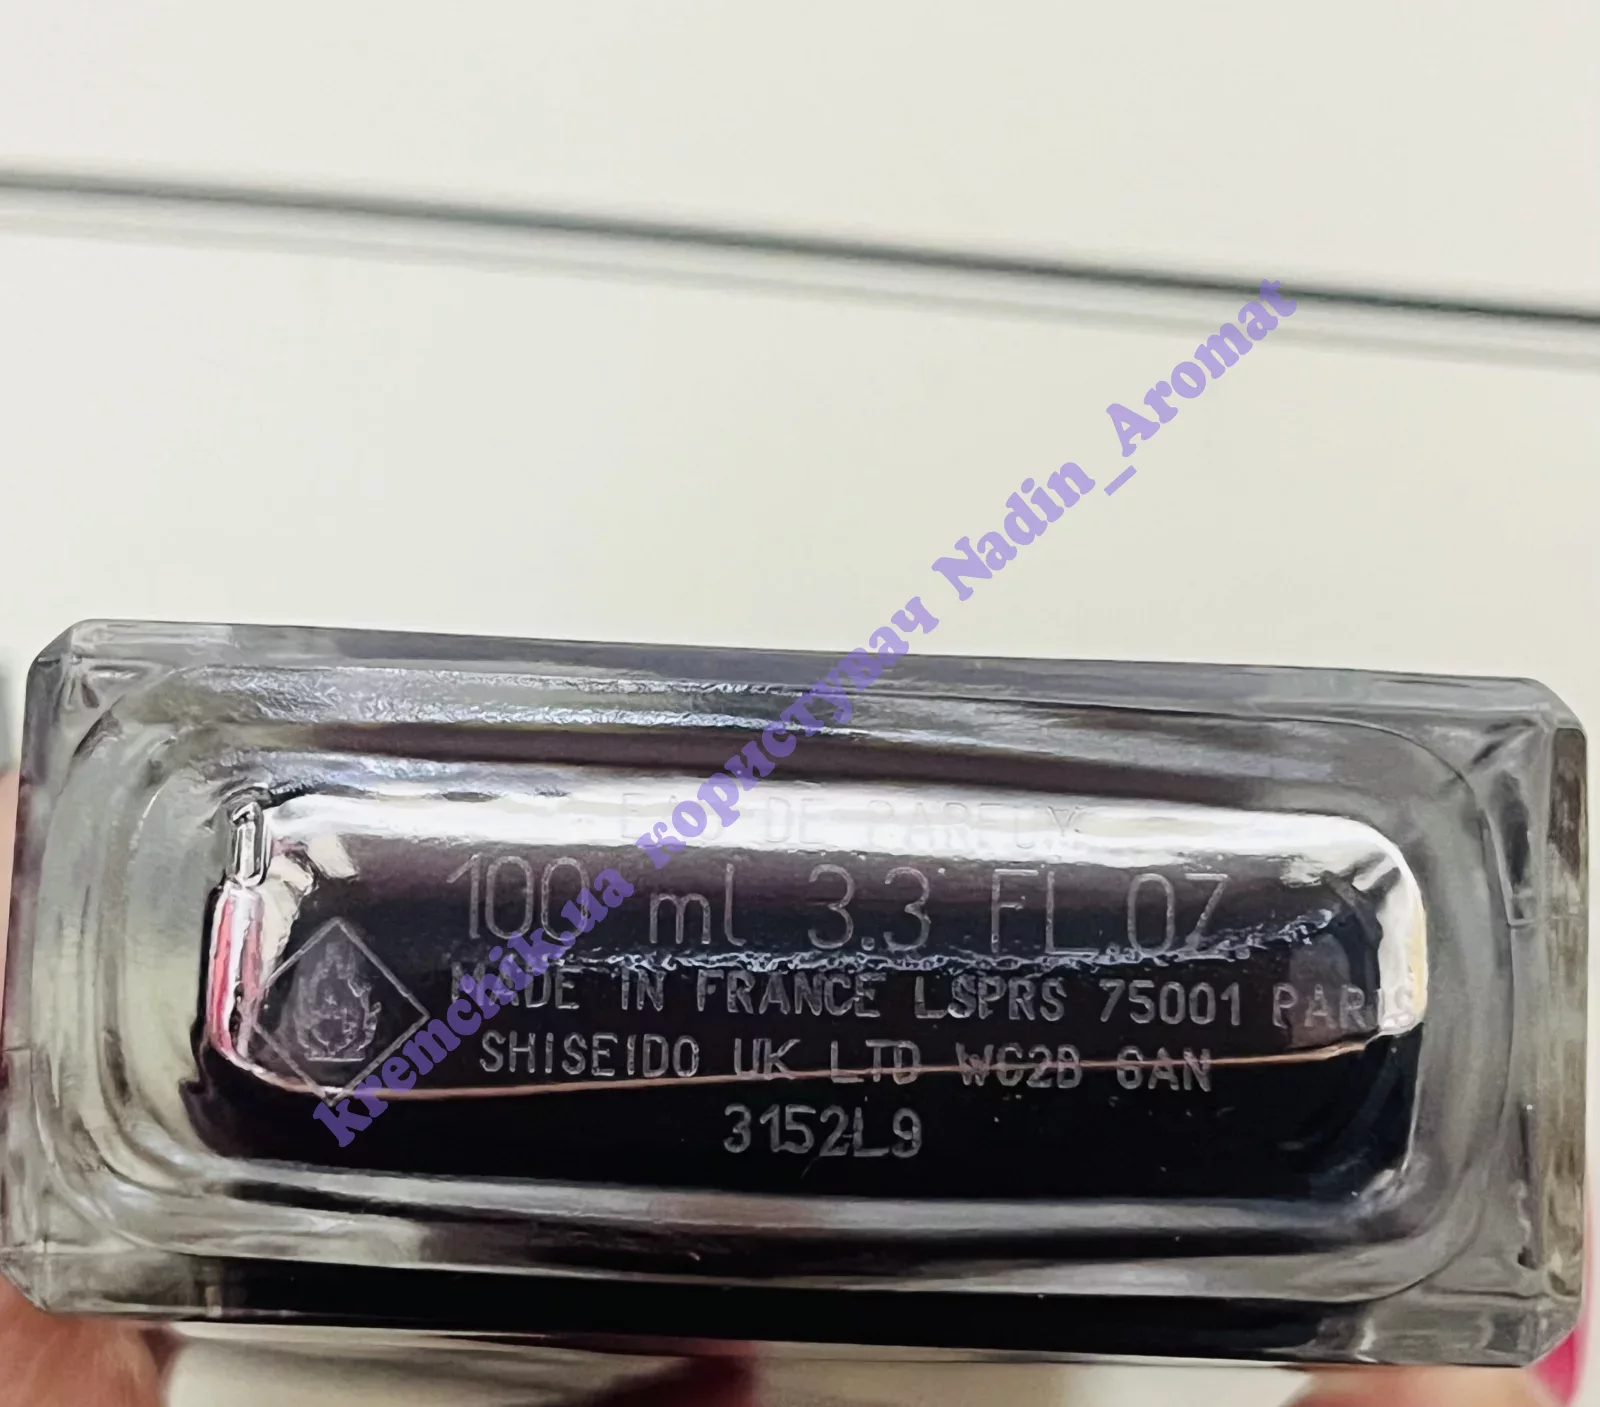 EAU DE PARFUM
100 ml 3.3 FL.OZ.
MADE IN FRANCE LSPRS 75001 PARIS
SHISEIDO UK LTD WC2B 6AN
3152L9
kremchik.ua користувач Nadin_Aromat